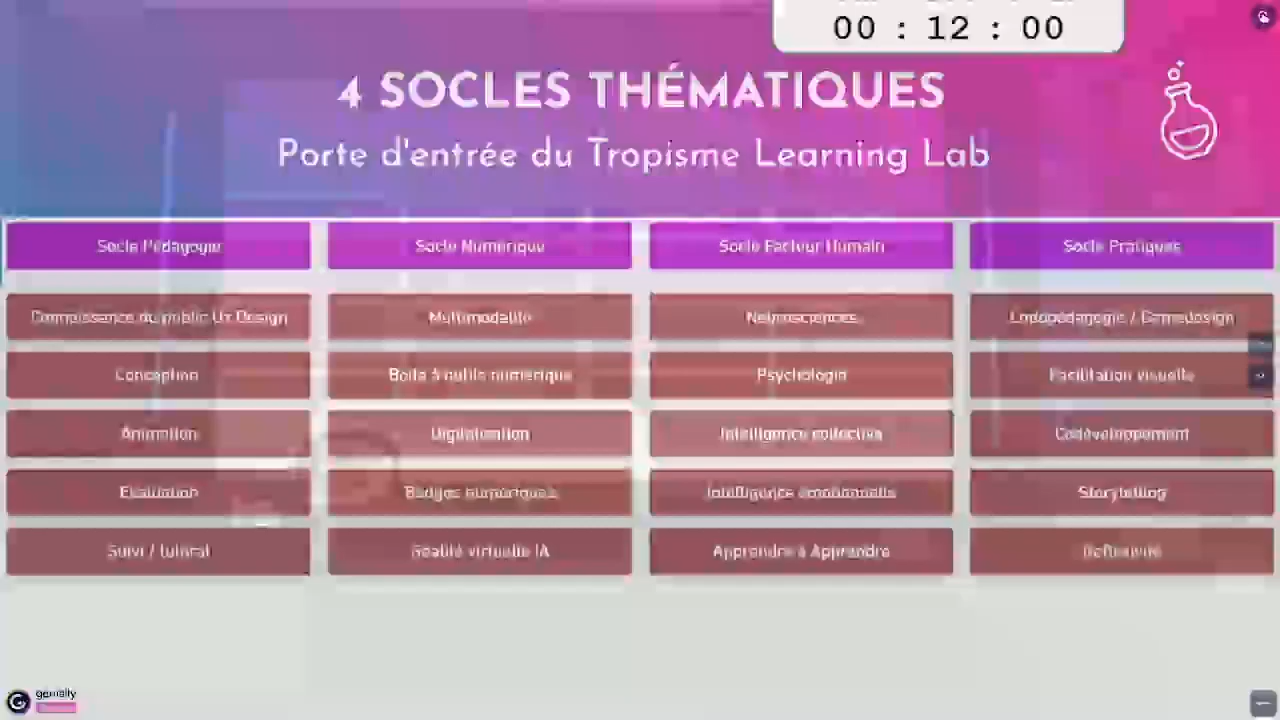 00 : 12 : 00
4 SOCLES THÉMATIQUES
Porte d'entrée du Tropisme Learning Lab
Socle Pédagogie
Socle Numérique
Socle Facteur Humain
Socle Pratiques
Connaissance du public Ux Design
Multimodalité
Neurosciences
Ludopédagogie / Gamedesign
Conception
Boite à outils numérique
Psychologie
Facilitation visuelle
Animation
Digitalisation
Intelligence collective
Codéveloppement
Evaluation
Badges numériques
Intelligence émotionnelle
Storytelling
Suivi / tutorat
Réalité virtuelle IA
Apprendre à Apprendre
genially